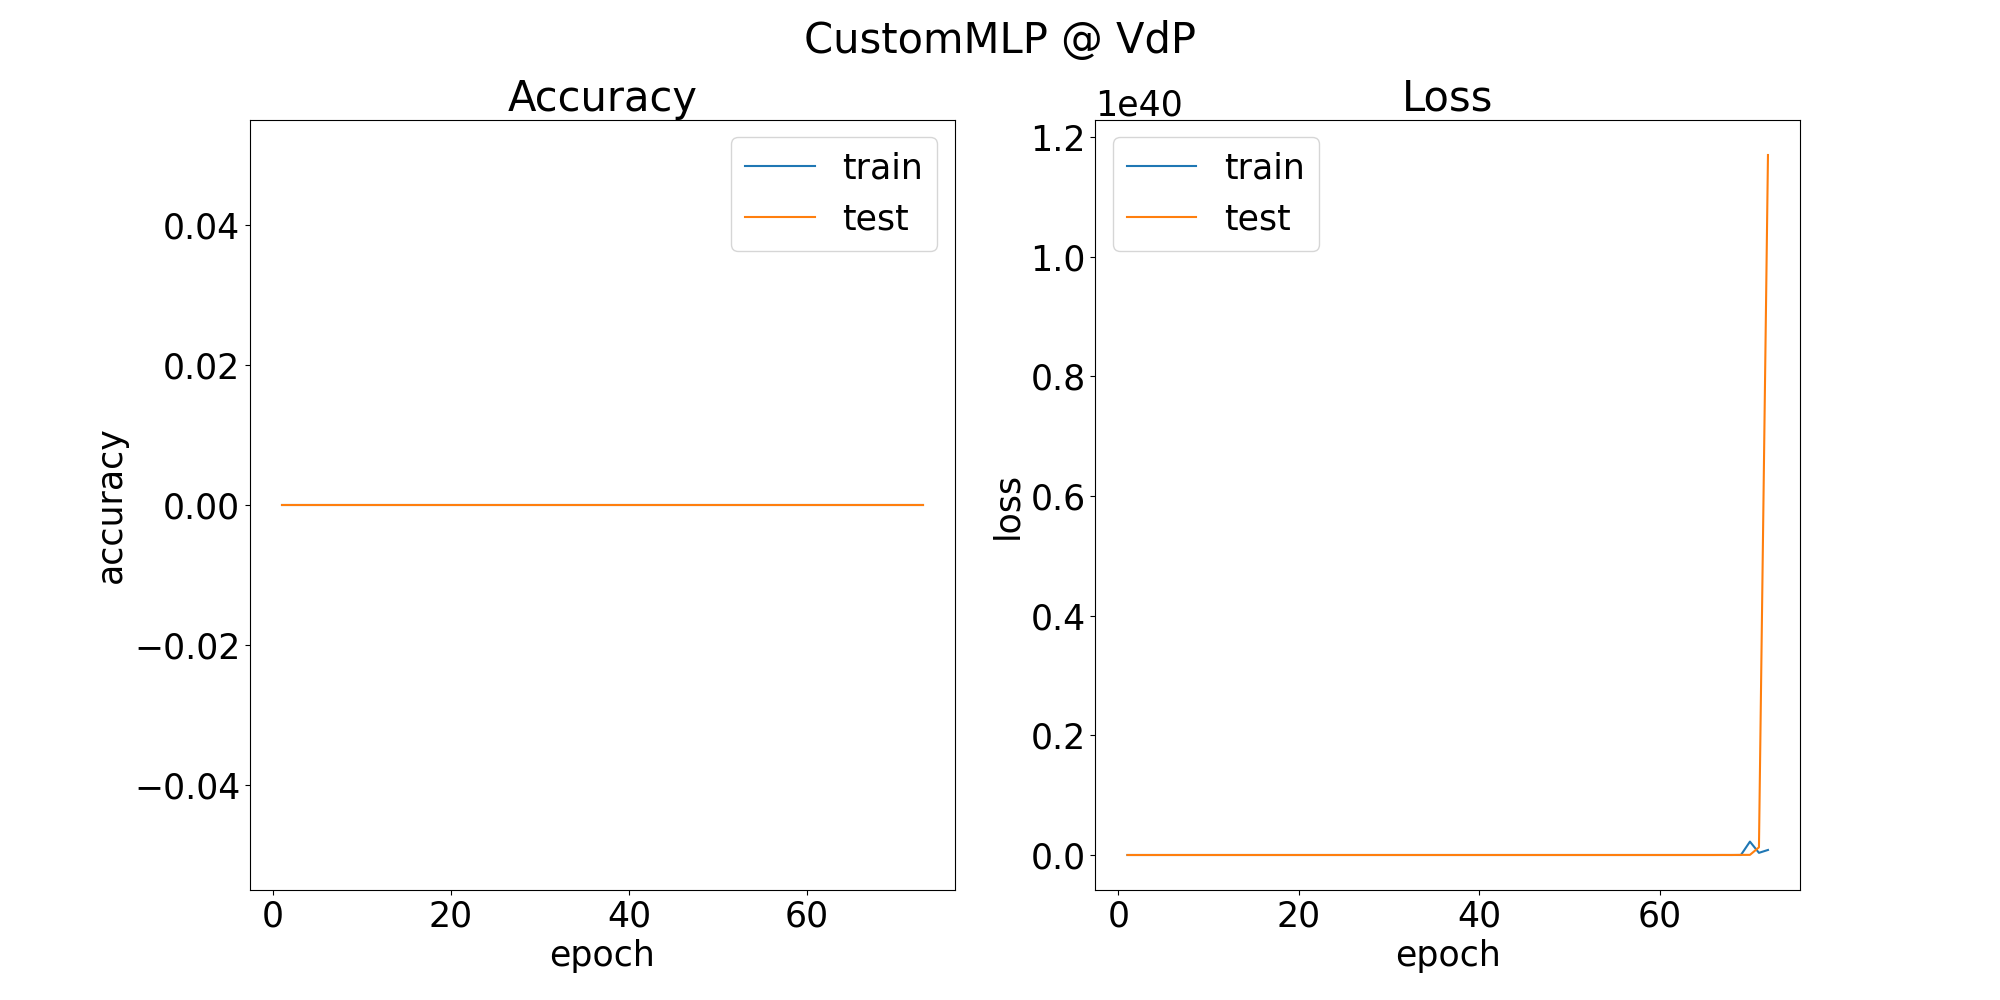 CustomMLP @ VdP
Accuracy
train
test
0.04
0.02
0.00
−0.02
−0.04
accuracy
0 20 40 60
epoch
Loss
1e40
train
test
1.2
1.0
0.8
0.6
0.4
0.2
0.0
loss
0 20 40 60
epoch